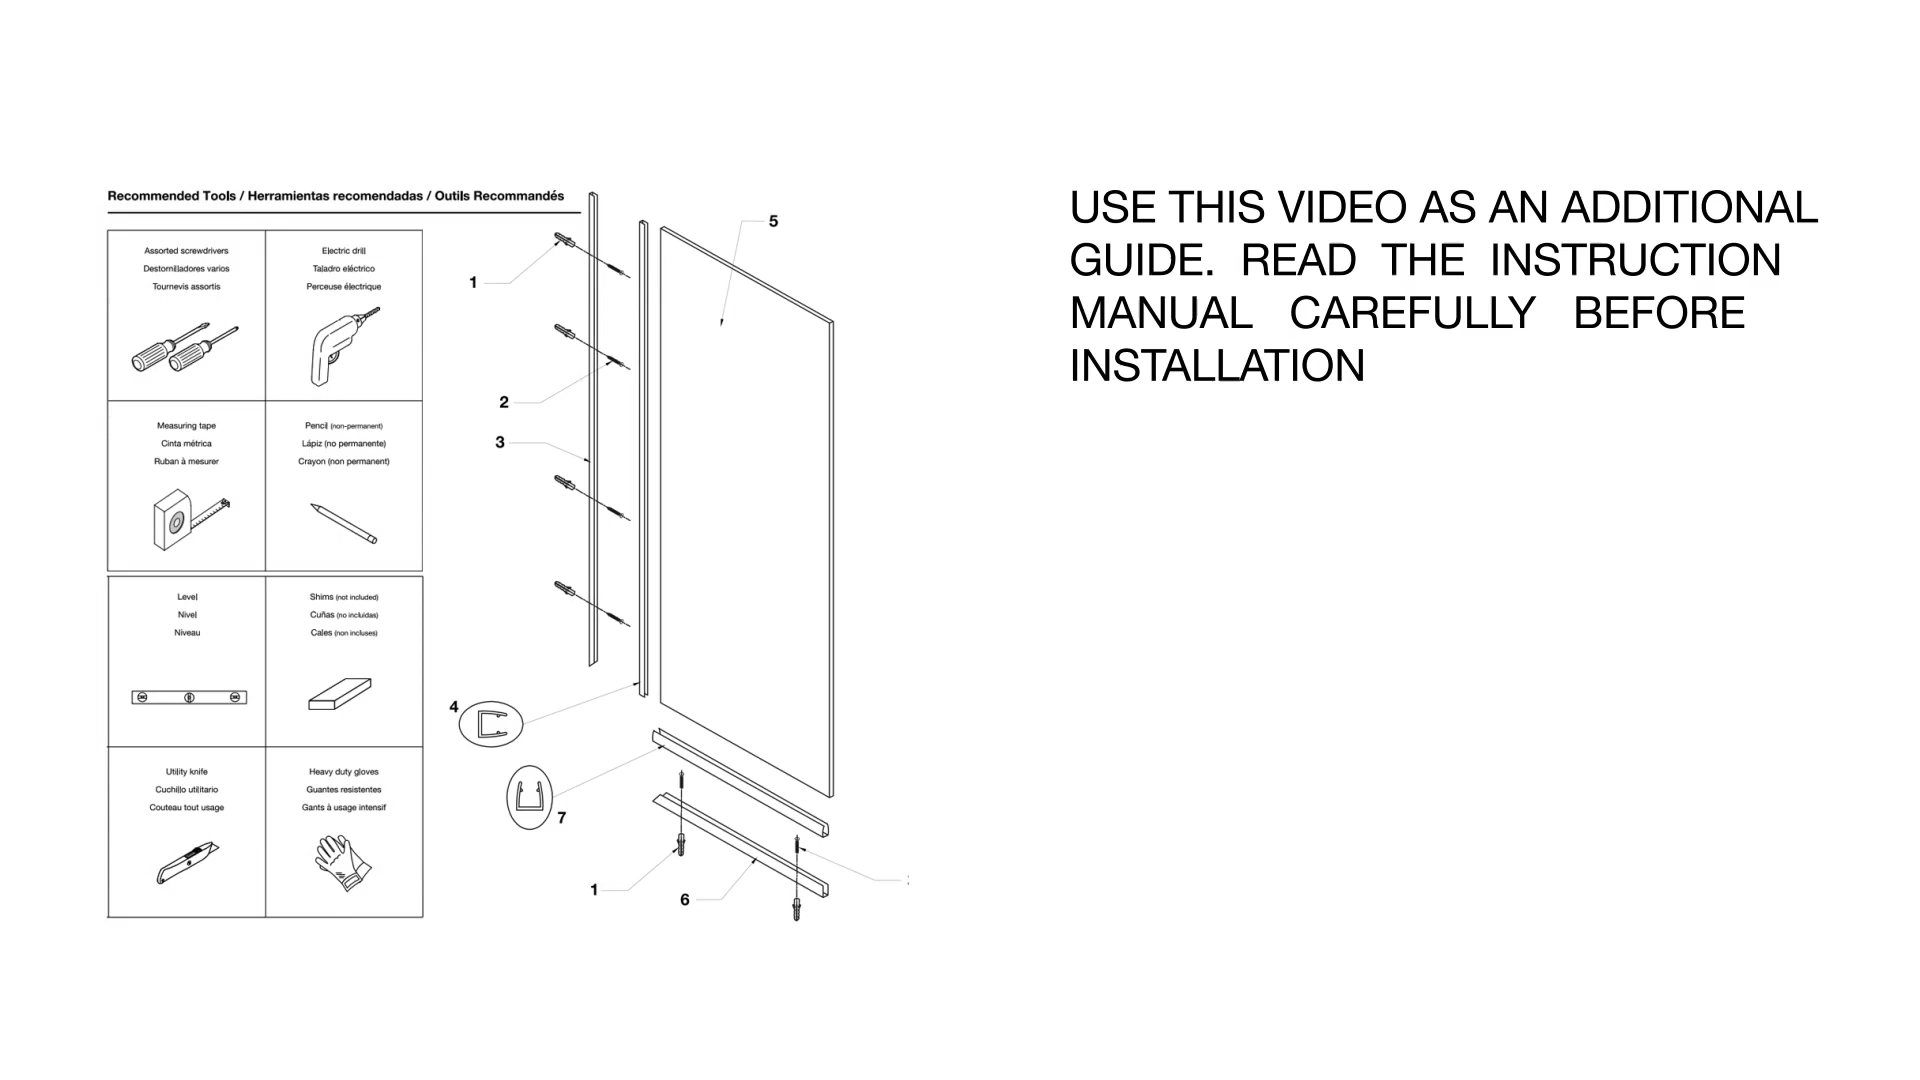 Recommended Tools / Herramientas recomendadas / Outils Recommandés
Assorted screwdrivers
Destornilladores varios
Tournevis assortis
Electric drill
Taladro eléctrico
Perceuse électrique
Measuring tape
Cinta métrica
Ruban à mesurer
Pencil (non-permanent)
Lápiz (no permanente)
Crayon (non permanent)
Level
Nivel
Niveau
Shims (not included)
Cuñas (no incluidas)
Cales (non incluses)
Utility knife
Cuchillo utilitario
Couteau tout usage
Heavy duty gloves
Guantes resistentes
Gants à usage intensif
5
1
2
3
4
7
1
6
USE THIS VIDEO AS AN ADDITIONAL
GUIDE. READ THE INSTRUCTION
MANUAL CAREFULLY BEFORE
INSTALLATION